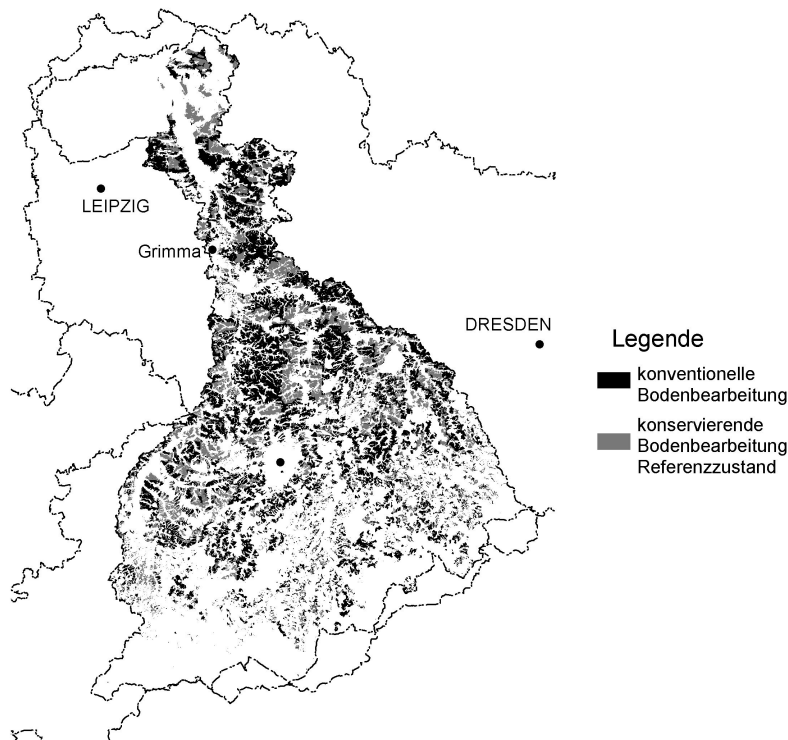 LEIPZIG
Grimma
DRESDEN
Legende
konventionelle
Bodenbearbeitung
konservierende
Bodenbearbeitung
Referenzzustand